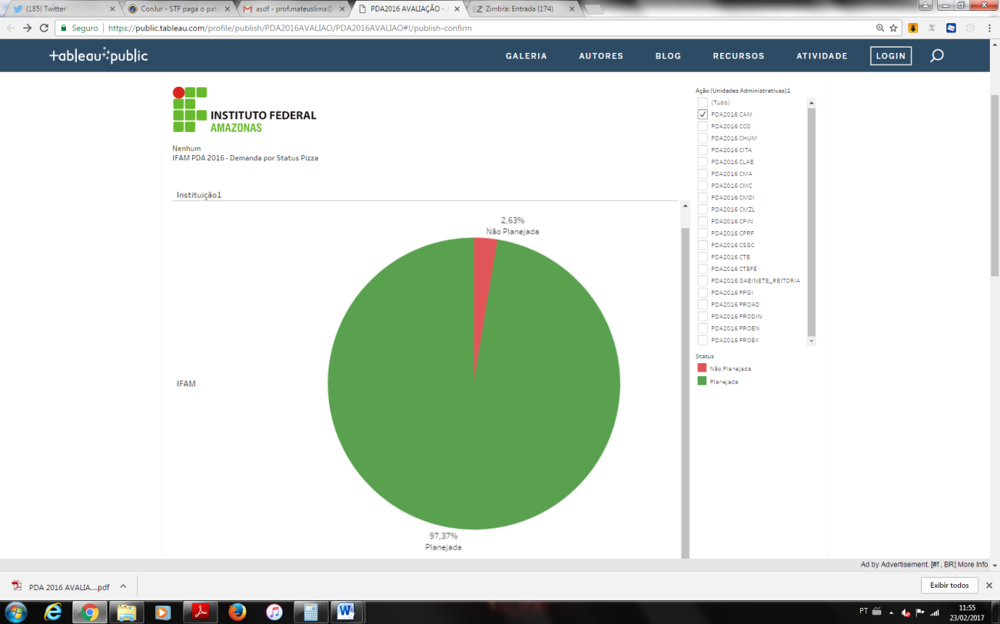 (185) Twitter
ConJur - STF paga o pat
asdf - prof.mateuslima@
PDA2016 AVALIAÇÃO -
Zimbra: Entrada (174)
Seguro | https://public.tableau.com/profile/publish/PDA2016AVALIAO/PDA2016AVALIAO#!/publish-confirm
+ableau public
GALERIA AUTORES BLOG RECURSOS ATIVIDADE LOGIN
INSTITUTO FEDERAL
AMAZONAS
Nenhum
IFAM PDA 2016 - Demanda por Status Pizza
Instituição1
2,63%
Não Planejada
IFAM
97,37%
Planejada
Ação (Unidades Administrativas)1
(Tudo)
PDA2016 CAM
PDA2016 CCO
PDA2016 CHUM
PDA2016 CITA
PDA2016 CLAB
PDA2016 CMA
PDA2016 CMC
PDA2016 CMDI
PDA2016 CMZL
PDA2016 CPIN
PDA2016 CPRF
PDA2016 CSGC
PDA2016 CTB
PDA2016 CTEFÉ
PDA2016 GABINETE_REITORIA
PDA2016 PPGI
PDA2016 PROAD
PDA2016 PRODIN
PDA2016 PROEN
PDA2016 PROEX
Status
Não Planejada
Planejada
Ad by Advertisement. [#f , BR] More Info
PDA 2016 AVALIA....pdf
Exibir todos
PT
11:55
23/02/2017